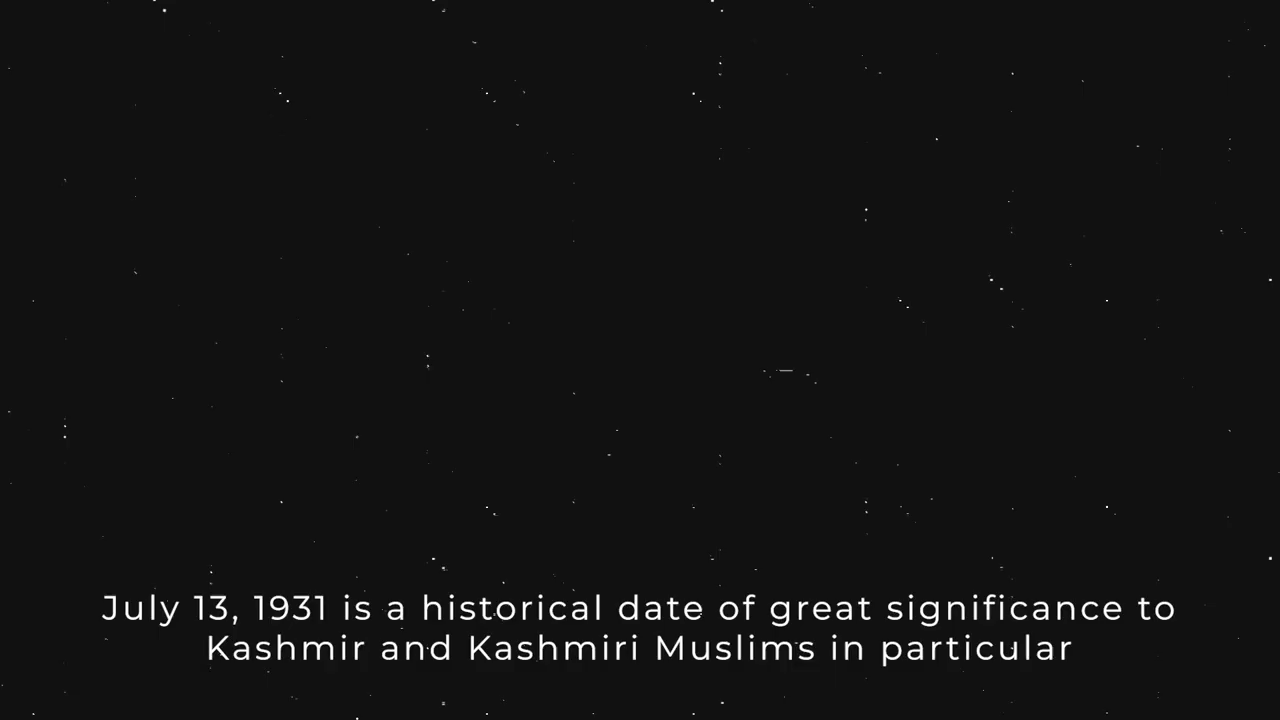 July 13, 1931 is a historical date of great significance to
Kashmir and Kashmiri Muslims in particular